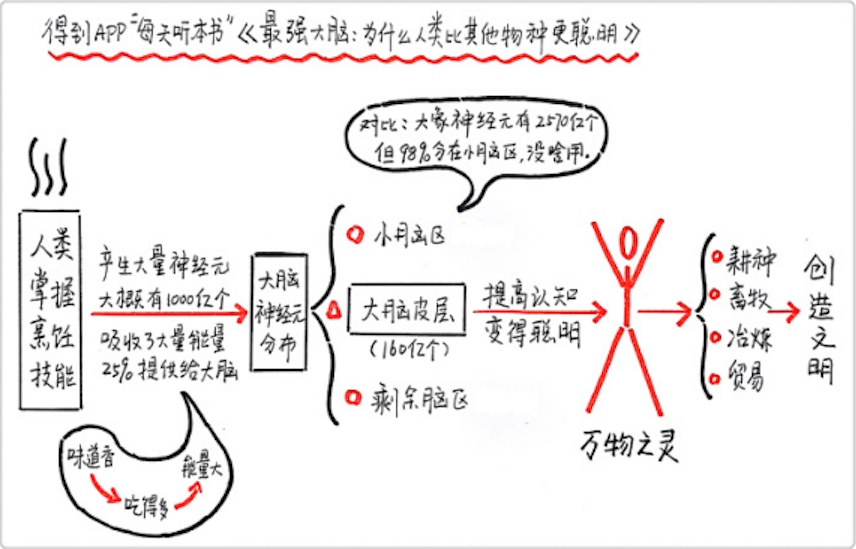 得到APP"每天听本书"《最强大脑:为什么人类比其他物种更聪明》
对比:大象神经元有2570亿个
但98%分在小脑区,没啥用.
人类
掌握
烹饪
技能
产生大量神经元
大概有1000亿个
吸收了大量能量
25%提供给大脑
味道香
吃得多
能量大
大脑
神经元
分布
小脑区
大脑皮层
(160亿个)
剩余脑区
提高认知
变得聪明
万物之灵
耕种
畜牧
冶炼
贸易
创造文明